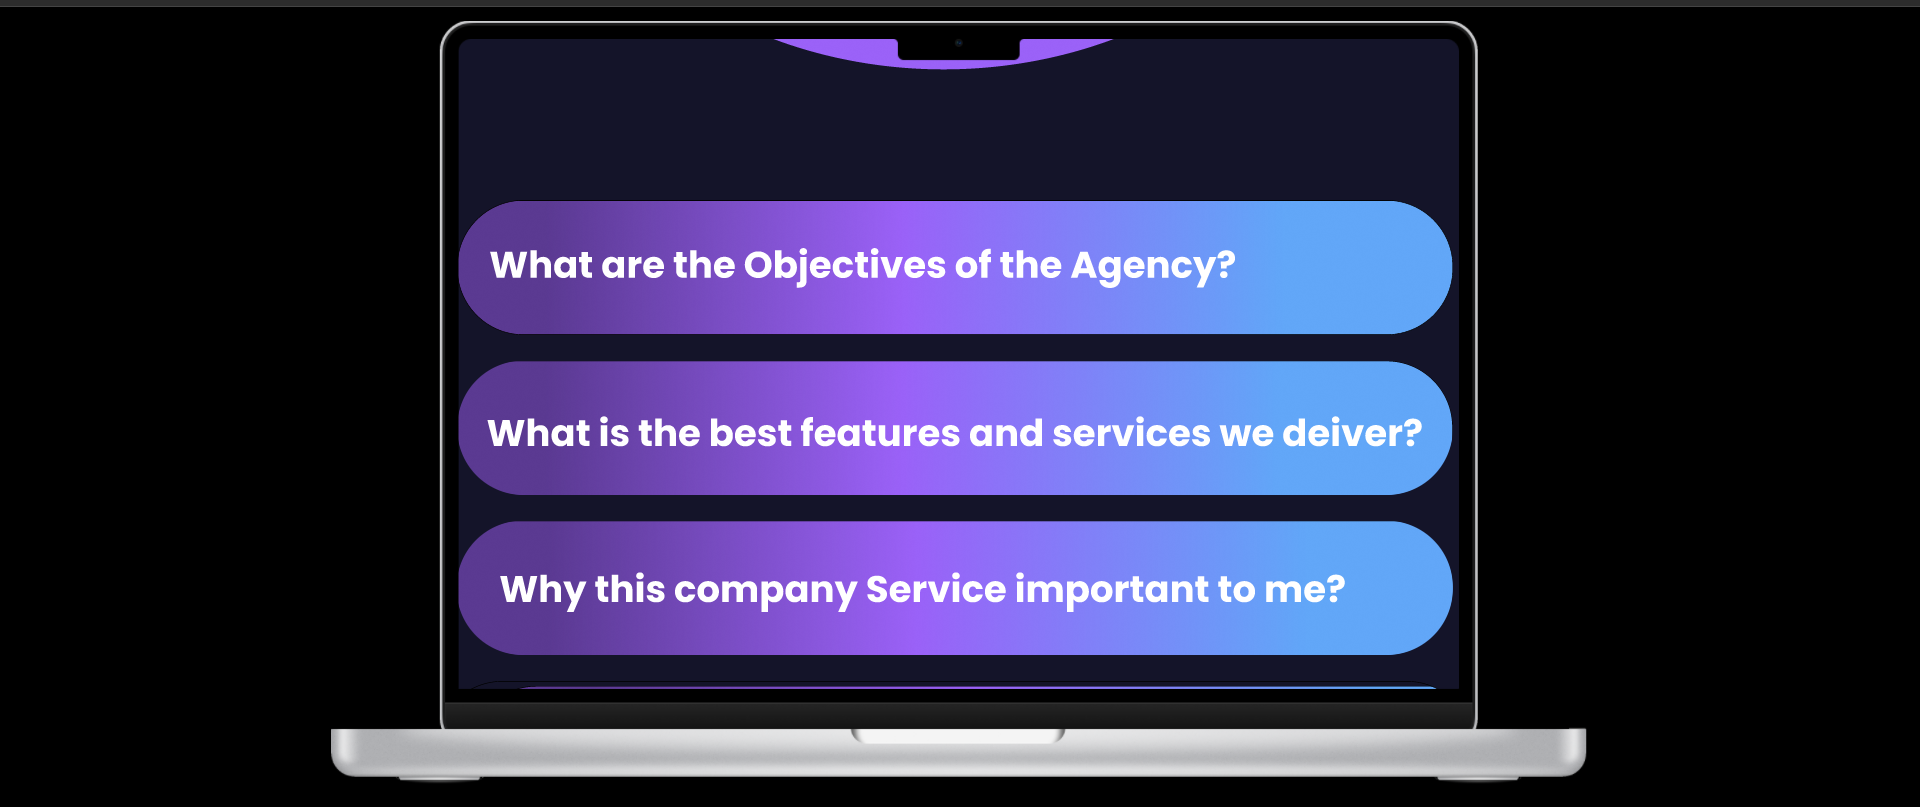 What are the Objectives of the Agency?
What is the best features and services we deiver?
Why this company Service important to me?